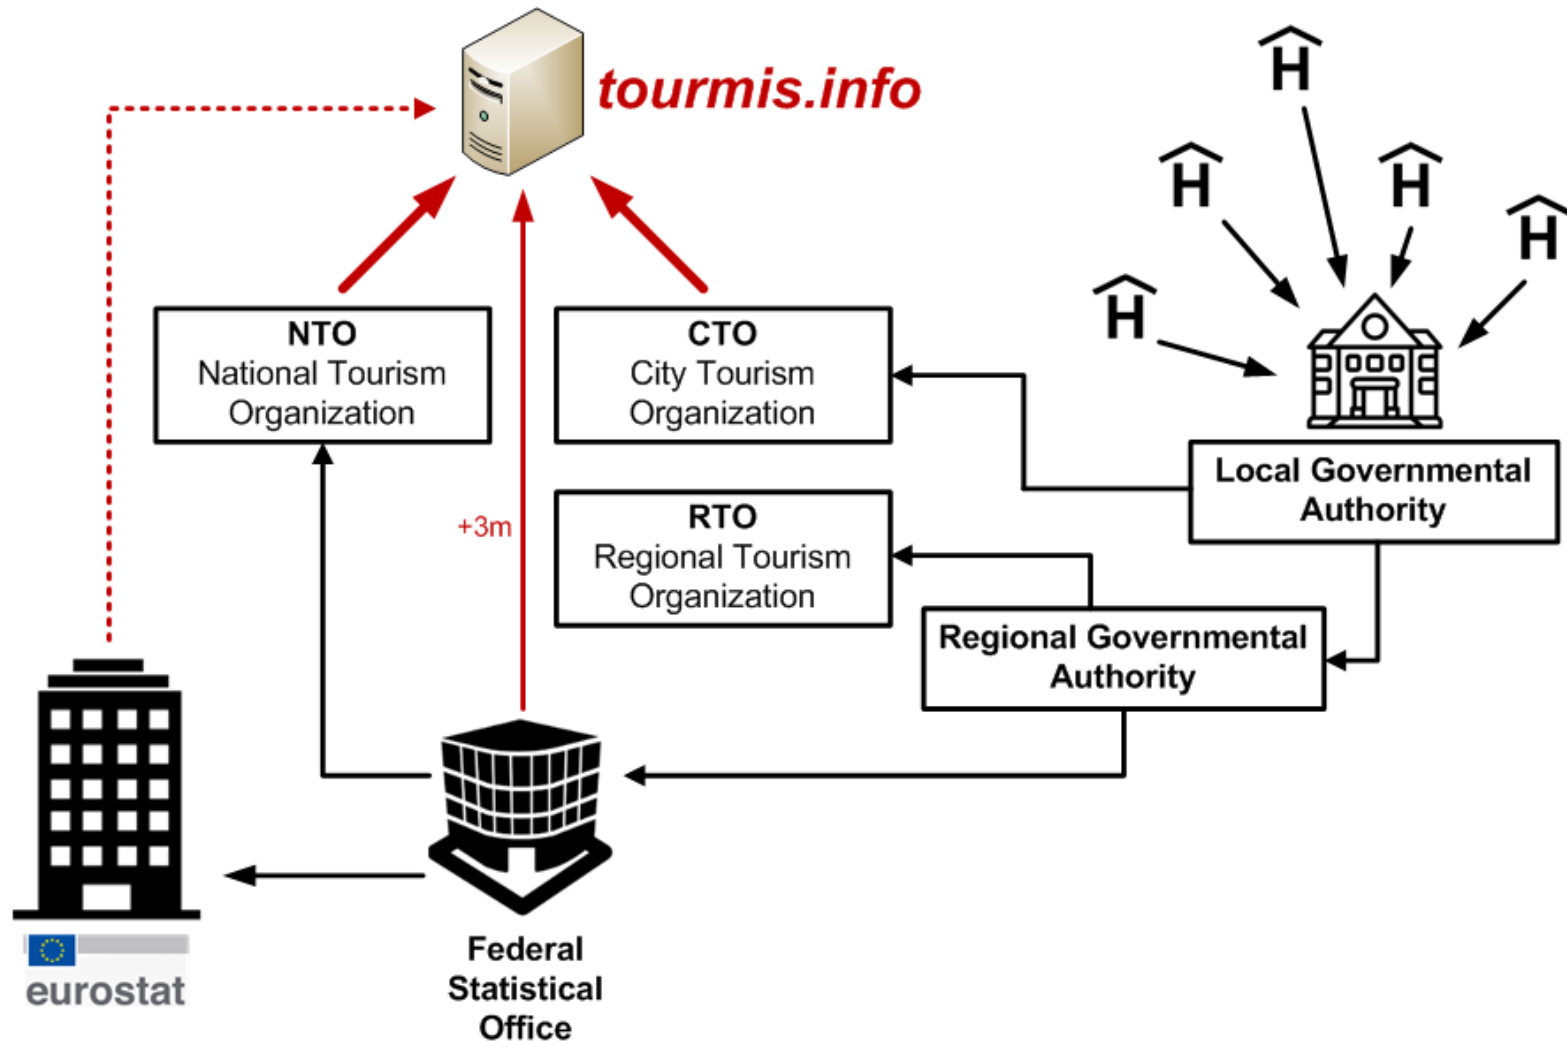 tourmis.info
H
H
H
H
H
NTO
National Tourism
Organization
CTO
City Tourism
Organization
Local Governmental
Authority
+3m
RTO
Regional Tourism
Organization
Regional Governmental
Authority
eurostat
Federal
Statistical
Office